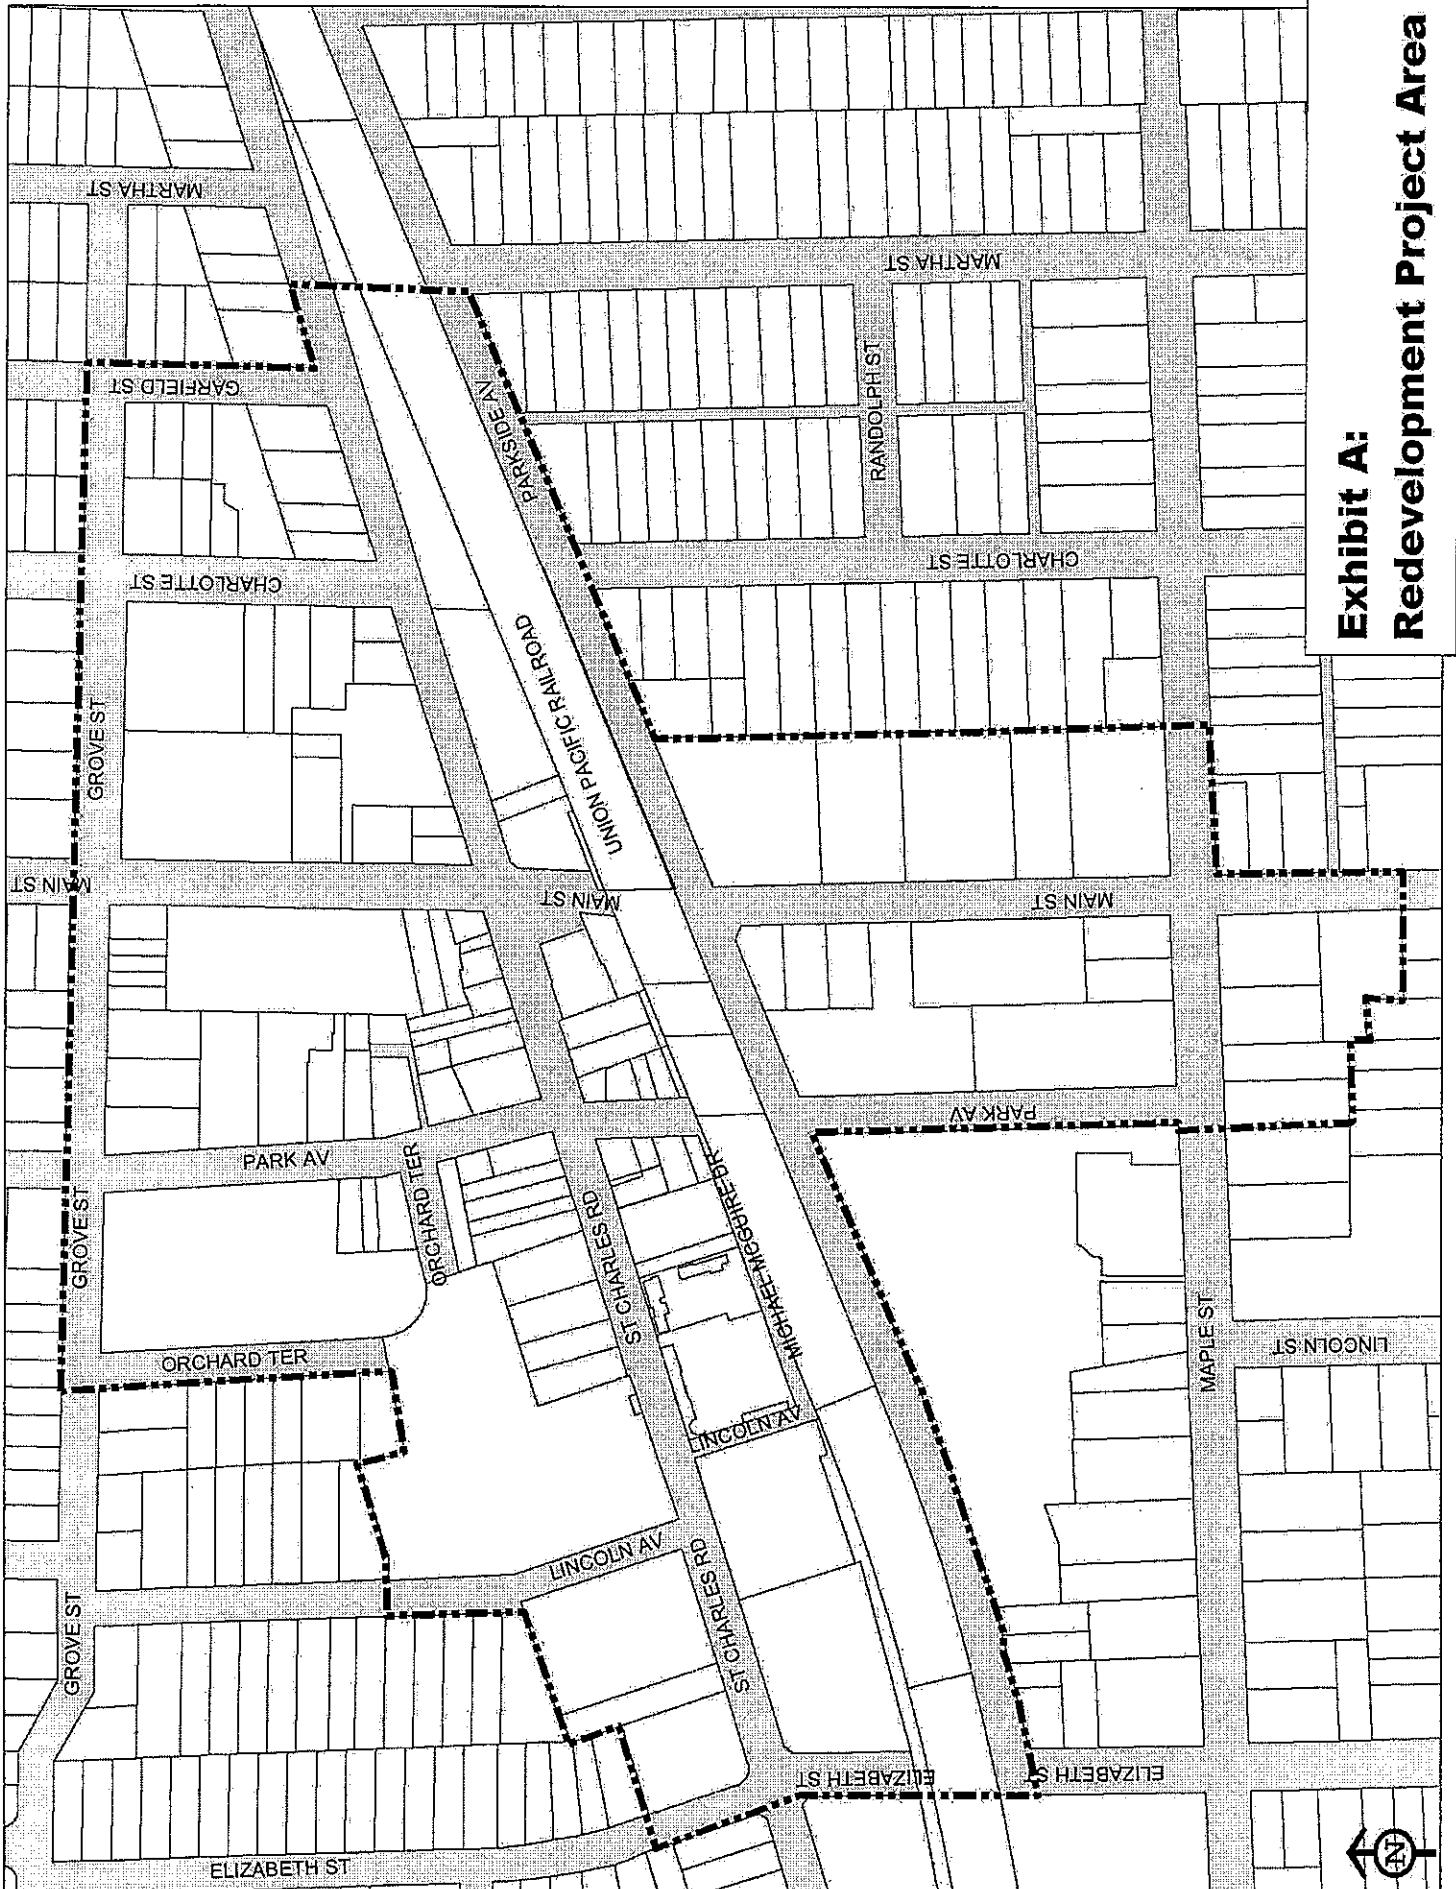 MARTHA ST
GARFIELD ST
CHARLOTTE ST
GROVE ST
MAIN ST
MAIN ST
PARK AV
ORCHARD TER
GROVE ST
ORCHARD TER
LINCOLN AV
GROVE ST
ELIZABETH ST
ST CHARLES RD
ST CHARLES RD
MICHAEL MCGUIRE DR
LINCOLN AV
UNION PACIFIC RAILROAD
PARKSIDE AV
MARTHA ST
RANDOLPH ST
CHARLOTTE ST
MAIN ST
PARK AV
MAPLE ST
LINCOLN ST
ELIZABETH ST
ELIZABETH ST
N
Exhibit A:
Redevelopment Project Area